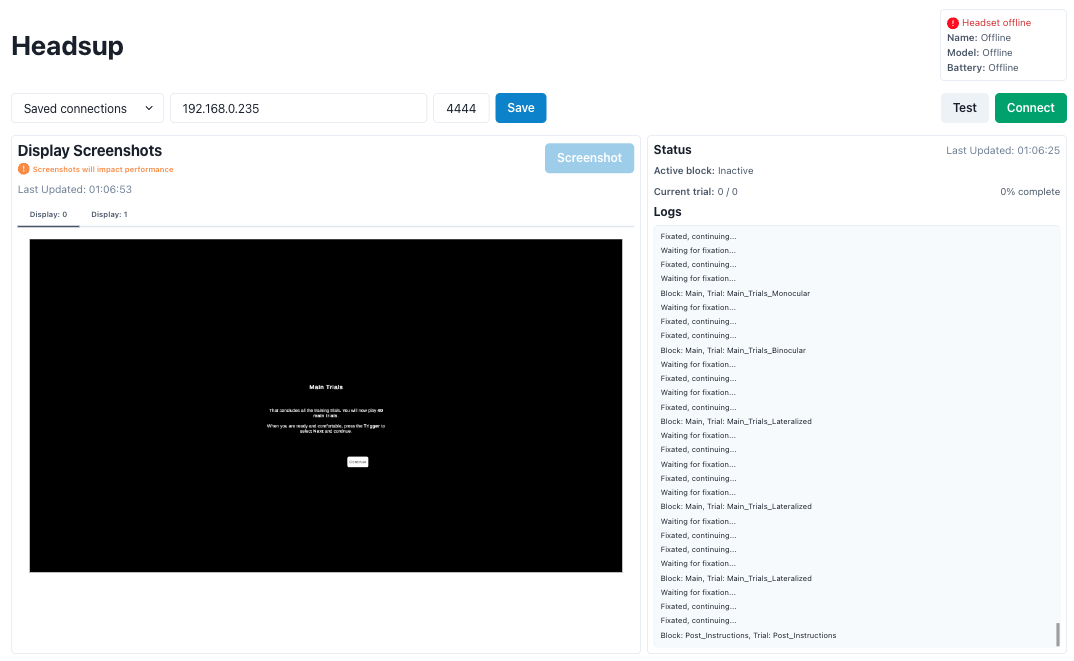 Headsup
Headset offline
Name: Offline
Model: Offline
Battery: Offline
Saved connections
192.168.0.235
4444
Save
Test
Connect
Display Screenshots
Screenshots will impact performance
Last Updated: 01:06:53
Screenshot
Display: 0
Display: 1
Main Trials
That concludes all the training trials. You will now play 40
main trials.
When you are ready and comfortable, press the Trigger to
select Next and continue.
Continue
Status
Last Updated: 01:06:25
Active block: Inactive
Current trial: 0 / 0
0% complete
Logs
Fixated, continuing...
Waiting for fixation...
Fixated, continuing...
Waiting for fixation...
Block: Main, Trial: Main_Trials_Monocular
Waiting for fixation...
Fixated, continuing...
Fixated, continuing...
Block: Main, Trial: Main_Trials_Binocular
Waiting for fixation...
Fixated, continuing...
Waiting for fixation...
Fixated, continuing...
Block: Main, Trial: Main_Trials_Lateralized
Waiting for fixation...
Fixated, continuing...
Waiting for fixation...
Fixated, continuing...
Waiting for fixation...
Block: Main, Trial: Main_Trials_Lateralized
Waiting for fixation...
Fixated, continuing...
Fixated, continuing...
Waiting for fixation...
Block: Main, Trial: Main_Trials_Lateralized
Waiting for fixation...
Fixated, continuing...
Fixated, continuing...
Block: Post_Instructions, Trial: Post_Instructions